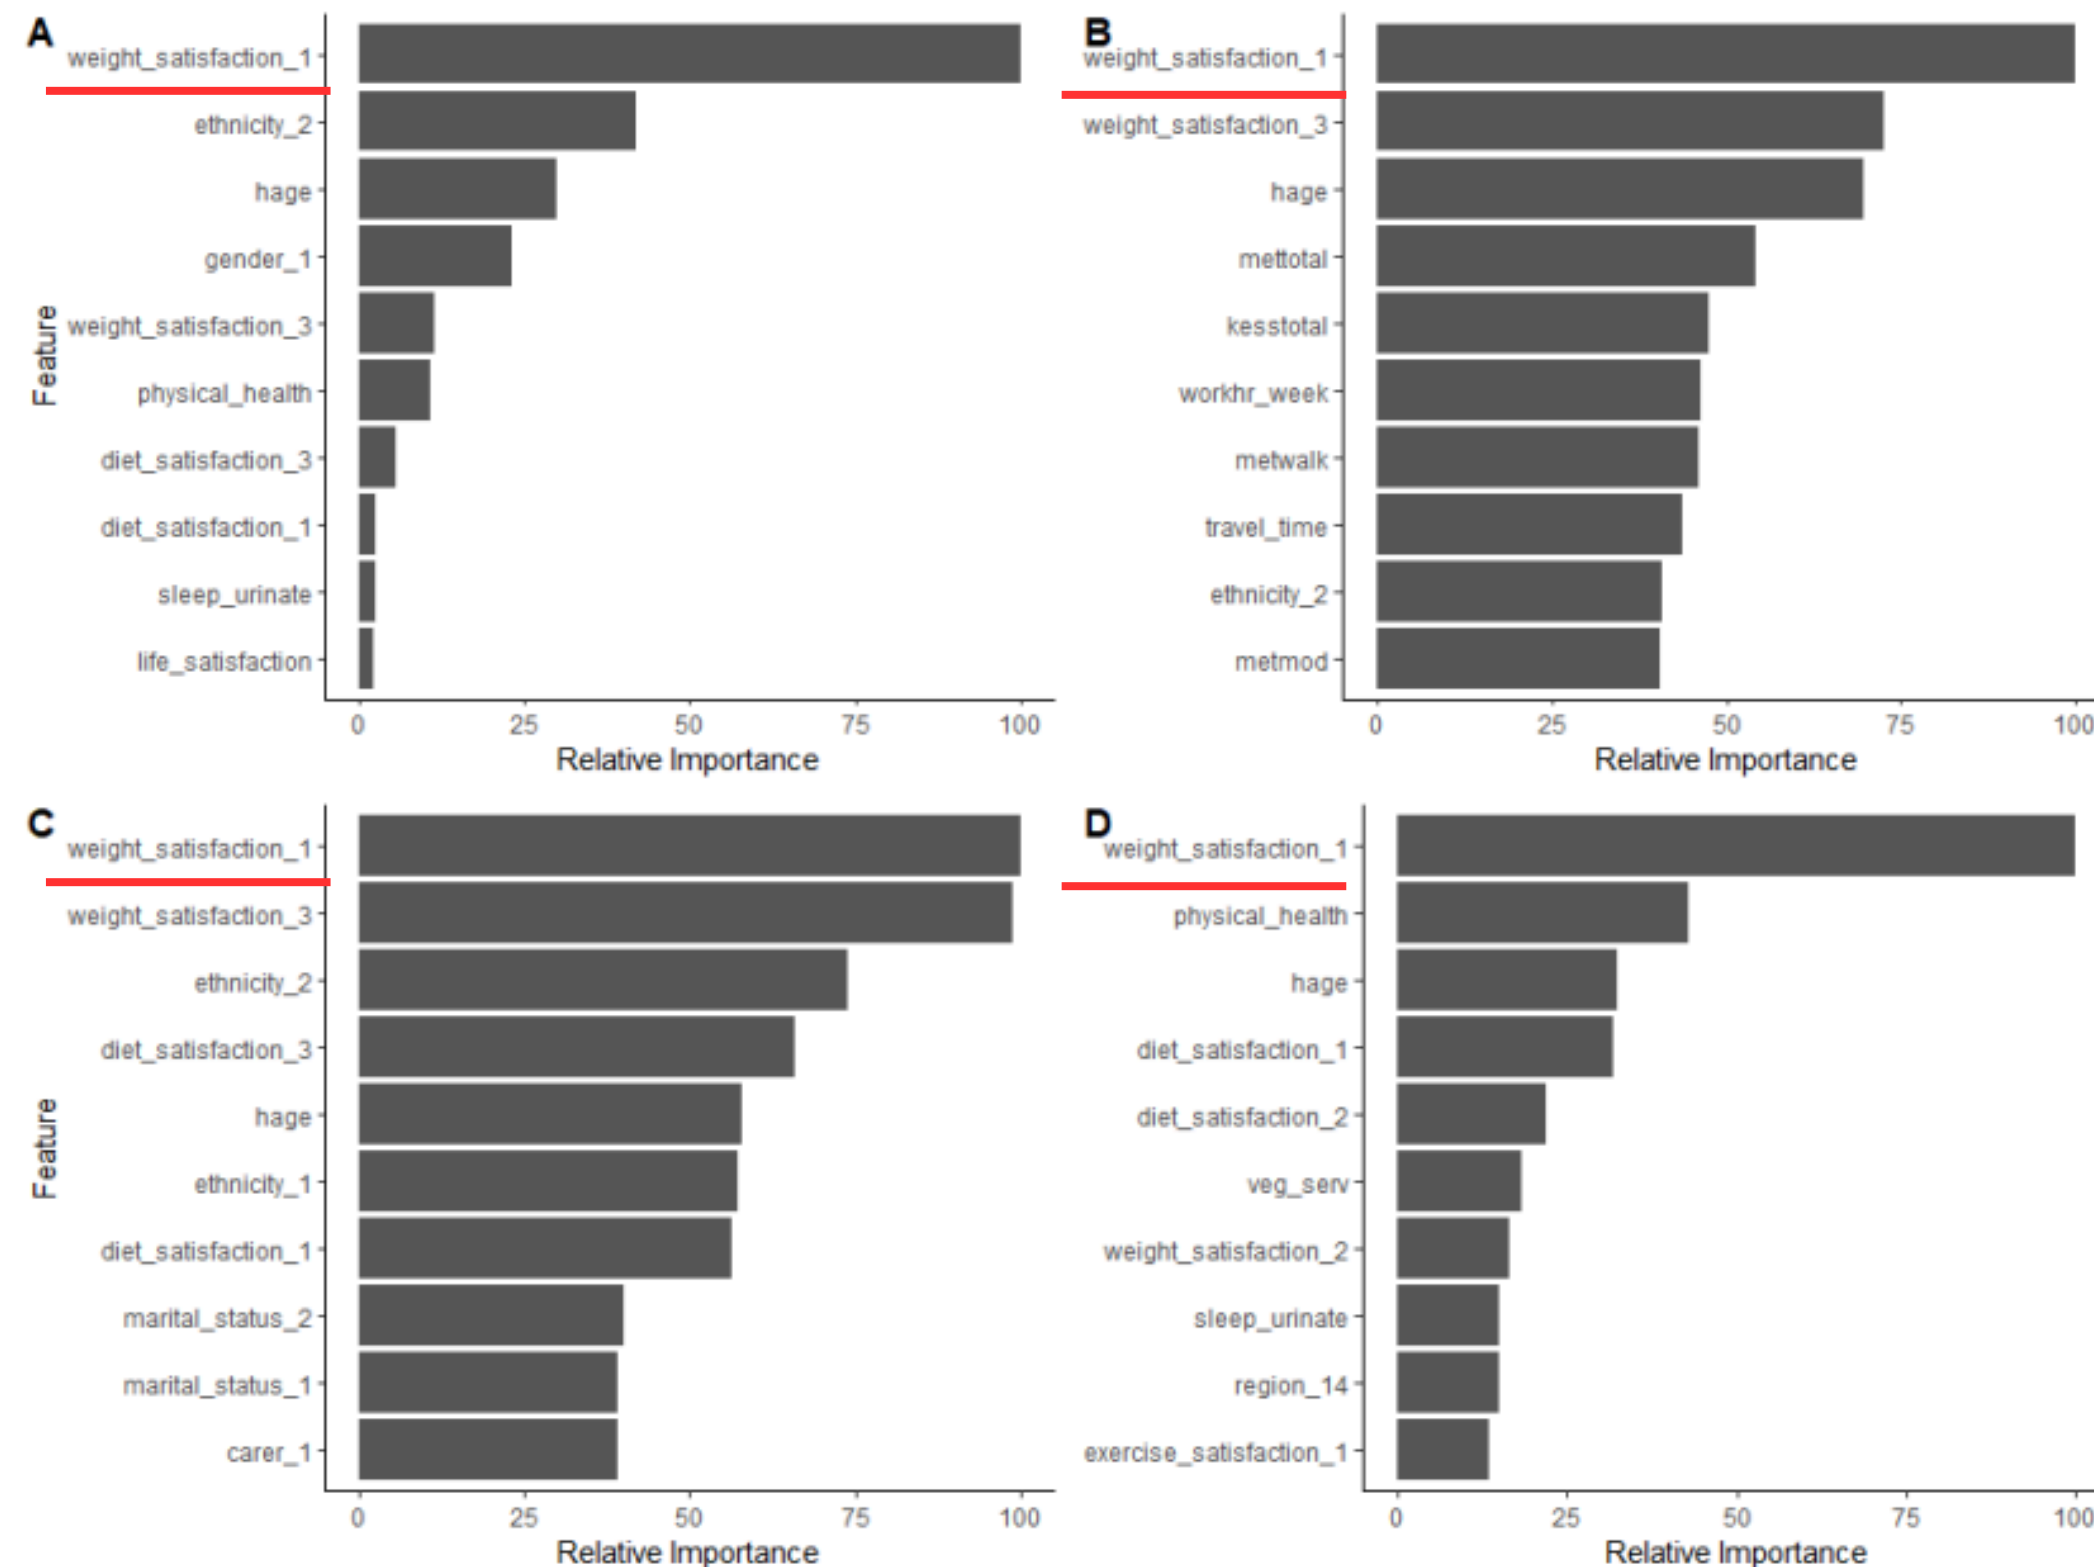 A
weight_satisfaction_1
ethnicity_2
hage
gender_1
weight_satisfaction_3
physical_health
diet_satisfaction_3
diet_satisfaction_1
sleep_urinate
life_satisfaction
Feature
0 25 50 75 100
Relative Importance
B
weight_satisfaction_1
weight_satisfaction_3
hage
mettotal
kesstotal
workhr_week
metwalk
travel_time
ethnicity_2
metmod
0 25 50 75 100
Relative Importance
C
weight_satisfaction_1
weight_satisfaction_3
ethnicity_2
diet_satisfaction_3
hage
ethnicity_1
diet_satisfaction_1
marital_status_2
marital_status_1
carer_1
Feature
0 25 50 75 100
Relative Importance
D
weight_satisfaction_1
physical_health
hage
diet_satisfaction_1
diet_satisfaction_2
veg_serv
weight_satisfaction_2
sleep_urinate
region_14
exercise_satisfaction_1
0 25 50 75 100
Relative Importance